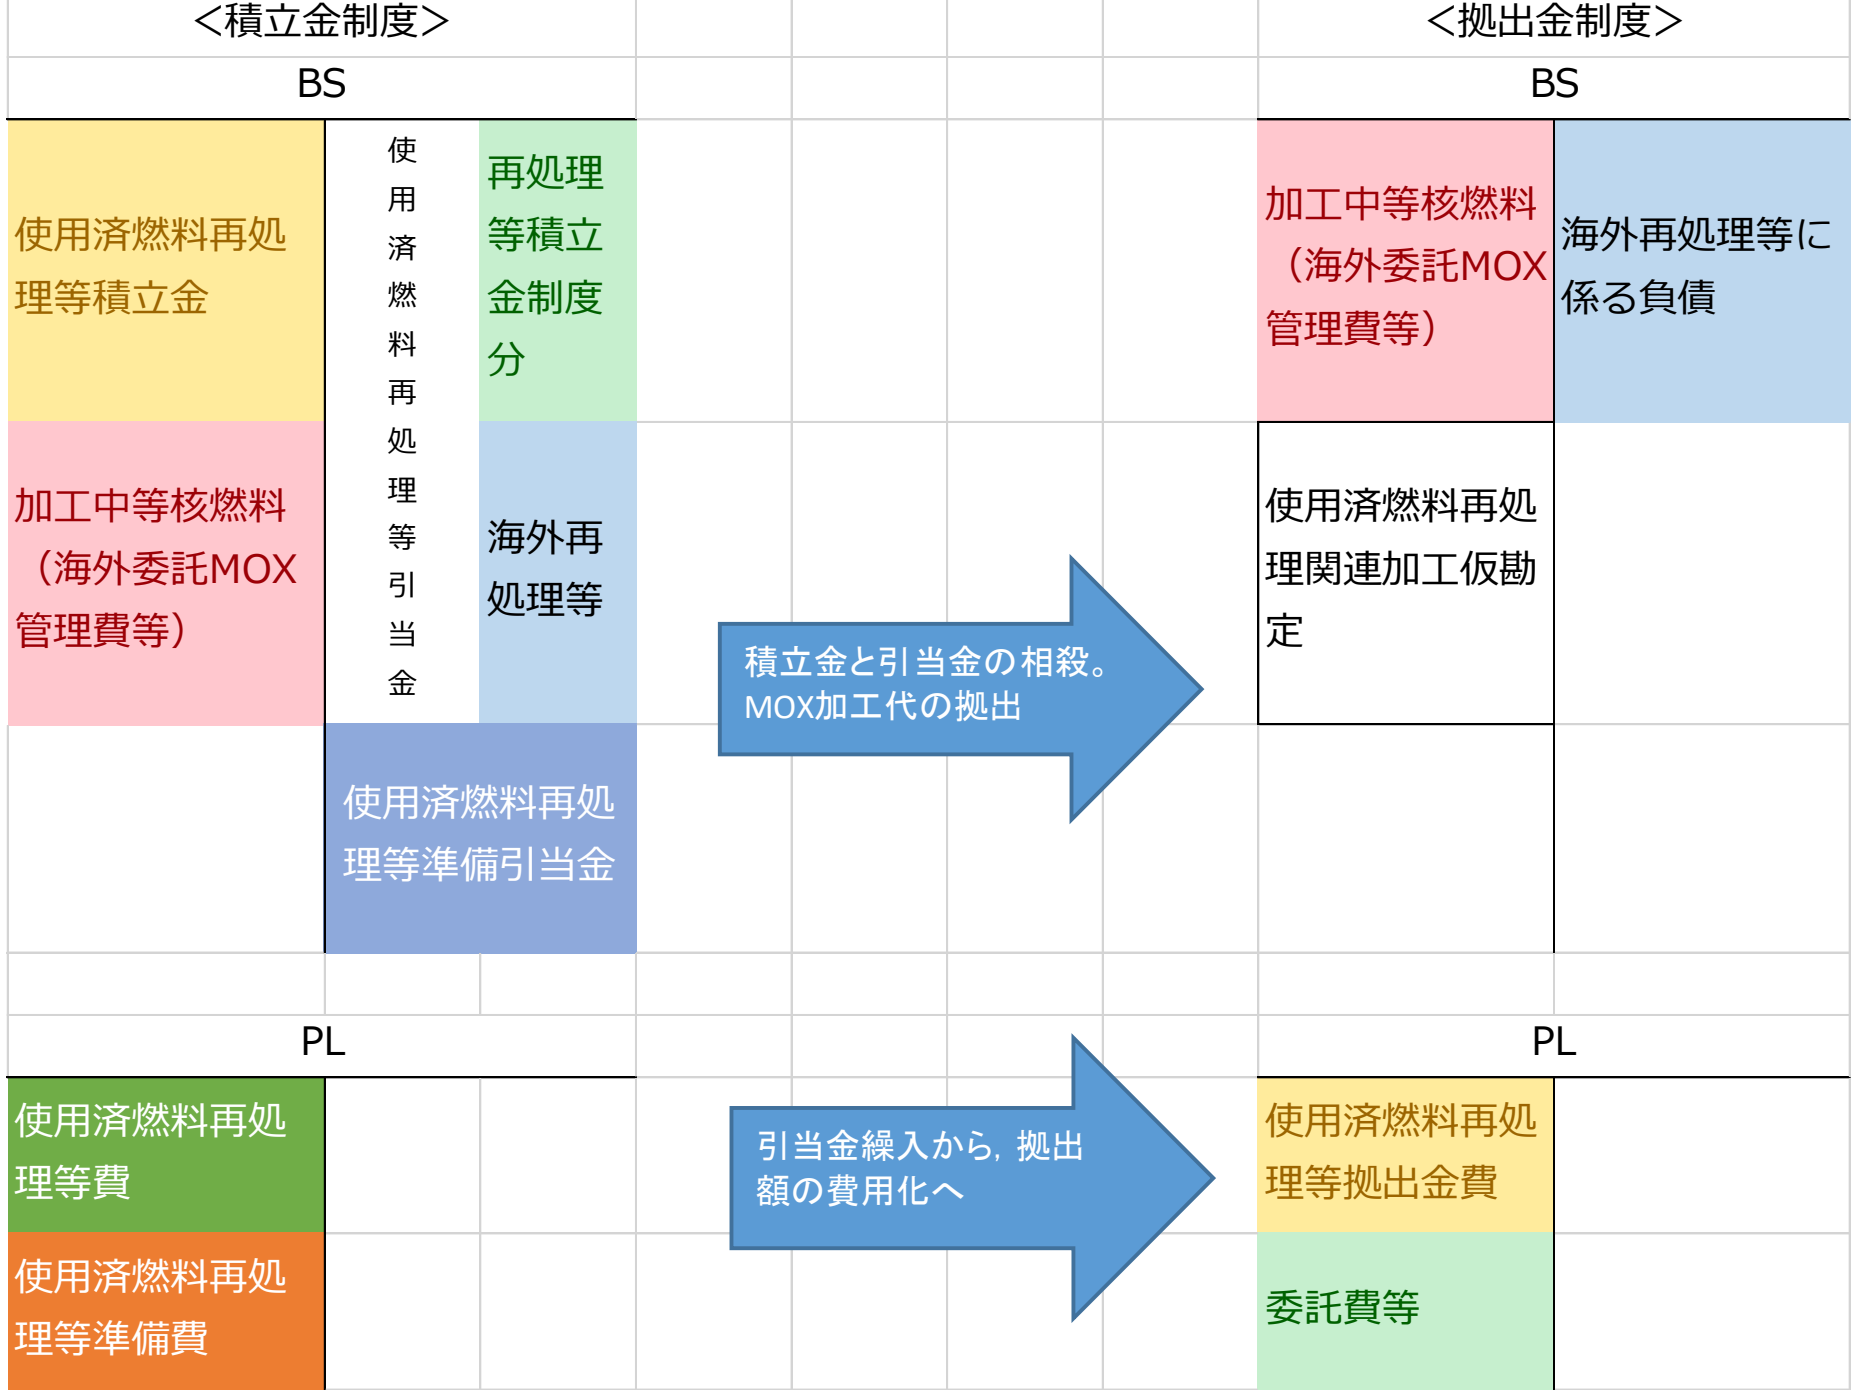 ＜積立金制度＞
BS
使用済燃料再処
理等積立金
加工中等核燃料
（海外委託MOX
管理費等）
使用済燃料再処理等引当金
再処理
等積立
金制度
分
海外再
処理等
使用済燃料再処
理等準備引当金
積立金と引当金の相殺。
MOX加工代の拠出
＜拠出金制度＞
BS
加工中等核燃料
（海外委託MOX
管理費等）
海外再処理等に
係る負債
使用済燃料再処
理関連加工仮勘
定
PL
使用済燃料再処
理等費
使用済燃料再処
理等準備費
引当金繰入から，拠出
額の費用化へ
PL
使用済燃料再処
理等拠出金費
委託費等